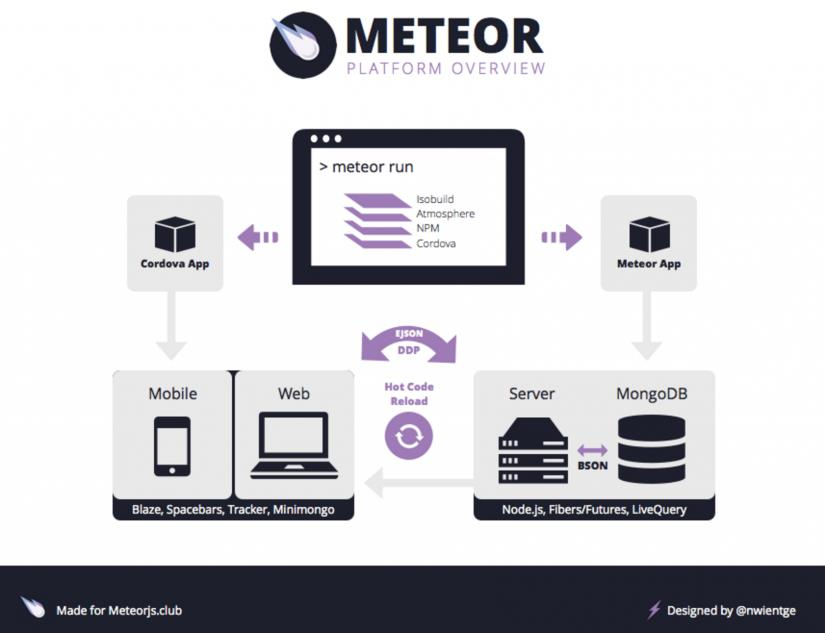 METEOR
PLATFORM OVERVIEW
> meteor run
Isobuild
Atmosphere
NPM
Cordova
Cordova App
Meteor App
EJSON
DDP
Hot Code
Reload
Mobile
Web
Blaze, Spacebars, Tracker, Minimongo
Server
MongoDB
BSON
Node.js, Fibers/Futures, LiveQuery
Made for Meteorjs.club
Designed by @nwientge